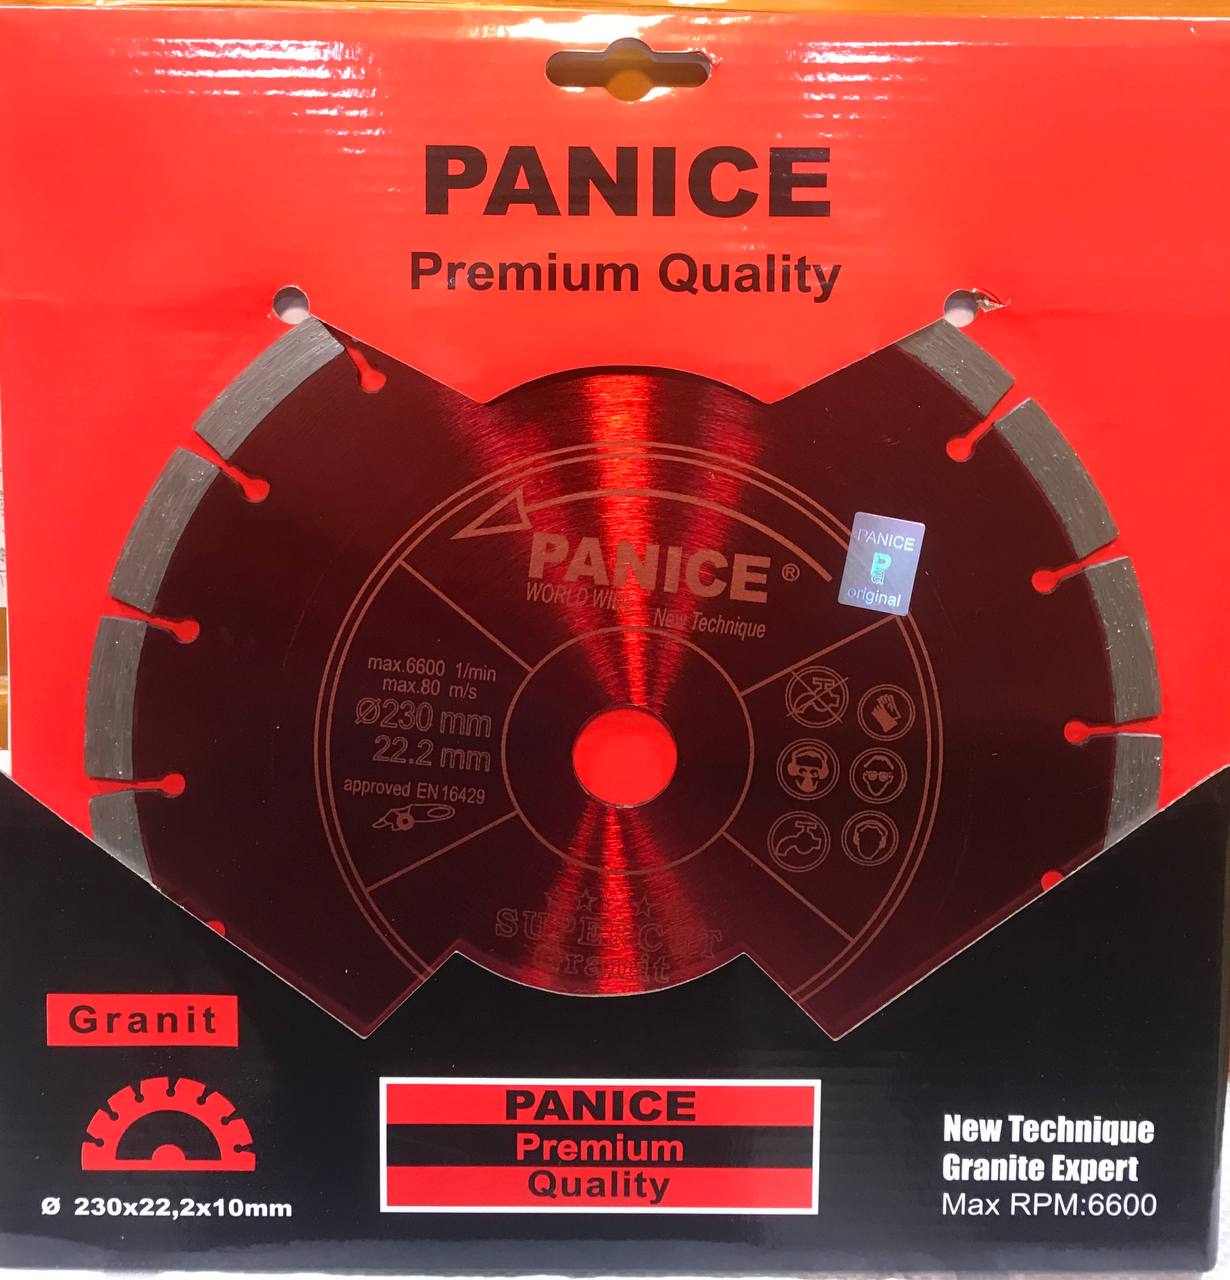 PANICE
Premium Quality
PANICE ®
WORLD WIDE
New Technique
PANICE
original
max.6600 1/min
max.80 m/s
Ø230 mm
22.2 mm
approved EN 16429
SUPERCUT
Granit
Granit
Ø 230x22,2x10mm
PANICE
Premium
Quality
New Technique
Granite Expert
Max RPM:6600